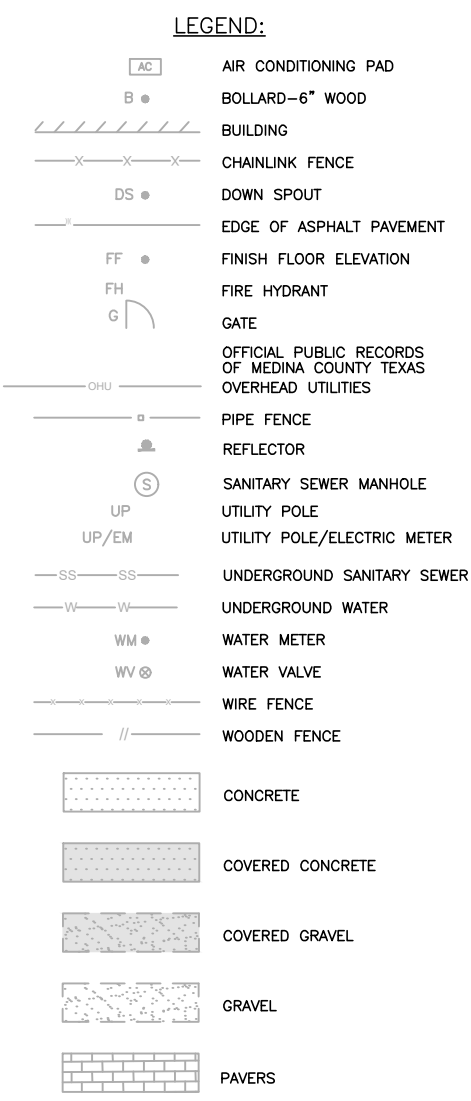 LEGEND:
AC AIR CONDITIONING PAD
B BOLLARD-6" WOOD
BUILDING
X X X CHAINLINK FENCE
DS DOWN SPOUT
EDGE OF ASPHALT PAVEMENT
FF FINISH FLOOR ELEVATION
FH FIRE HYDRANT
G GATE
OFFICIAL PUBLIC RECORDS
OF MEDINA COUNTY TEXAS
OHU OVERHEAD UTILITIES
PIPE FENCE
REFLECTOR
S SANITARY SEWER MANHOLE
UP UTILITY POLE
UP/EM UTILITY POLE/ELECTRIC METER
SS SS UNDERGROUND SANITARY SEWER
W W UNDERGROUND WATER
WM WATER METER
WV WATER VALVE
x x x x x WIRE FENCE
// WOODEN FENCE
CONCRETE
COVERED CONCRETE
COVERED GRAVEL
GRAVEL
PAVERS